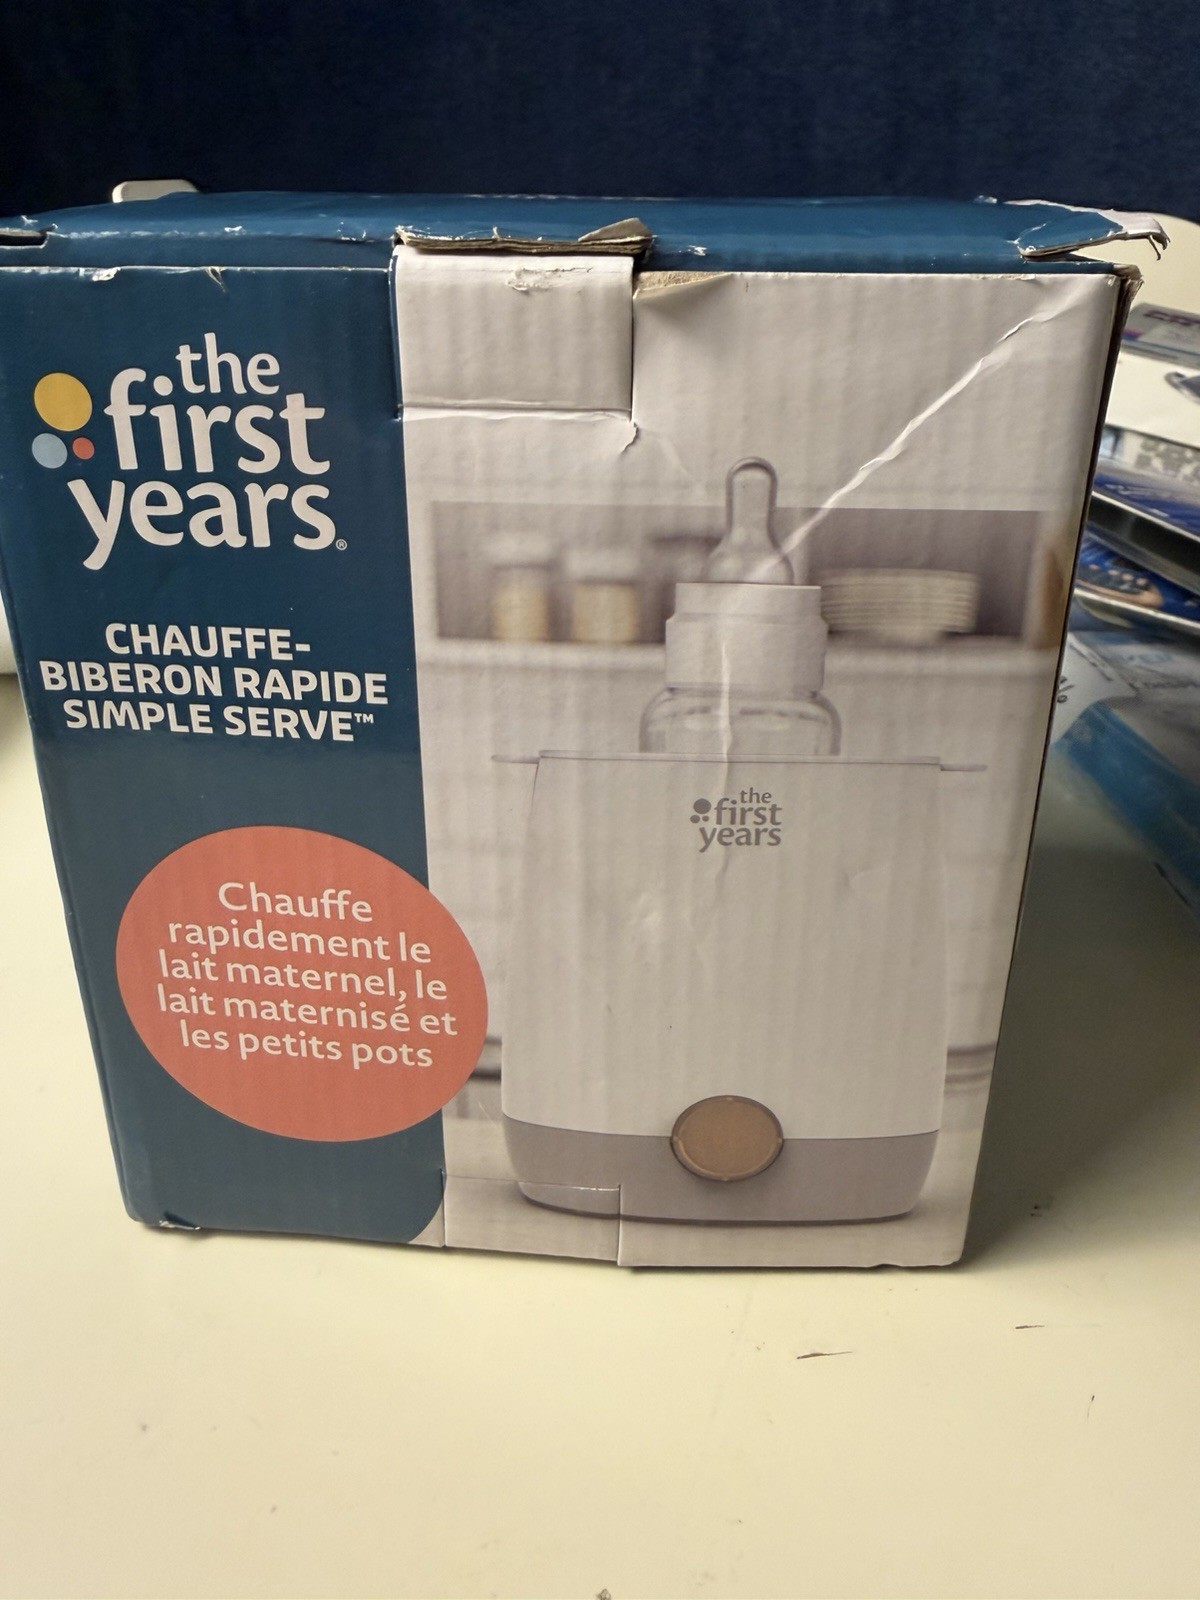 the
first
years®
CHAUFFE-
BIBERON RAPIDE
SIMPLE SERVE™
Chauffe
rapidement le
lait maternel, le
lait maternisé et
les petits pots
the
first
years